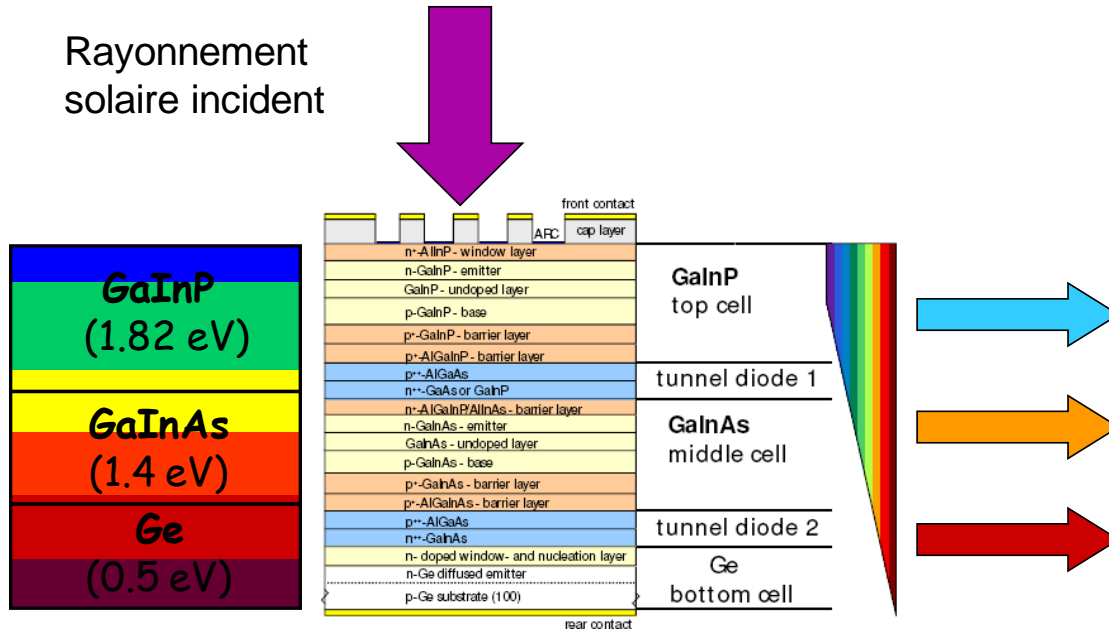 Rayonnement
solaire incident
front contact
ARC
cap layer
GaInP
(1.82 eV)
GaInAs
(1.4 eV)
Ge
(0.5 eV)
n⁺-AlInP - window layer
n-GaInP - emitter
GaInP - undoped layer
p-GaInP - base
p⁺-GaInP - barrier layer
p⁺-AlGaInP - barrier layer
p⁺⁺-AlGaAs
n⁺⁺-GaAs or GaInP
n⁺-AlGaInP/AlInAs - barrier layer
n-GaInAs - emitter
GaInAs - undoped layer
p-GaInAs - base
p⁺-GaInAs - barrier layer
p⁺-AlGaInAs - barrier layer
p⁺⁺-AlGaAs
n⁺⁺-GaInAs
n- doped window- and nucleation layer
n-Ge diffused emitter
p-Ge substrate (100)
rear contact
GaInP
top cell
tunnel diode 1
GaInAs
middle cell
tunnel diode 2
Ge
bottom cell